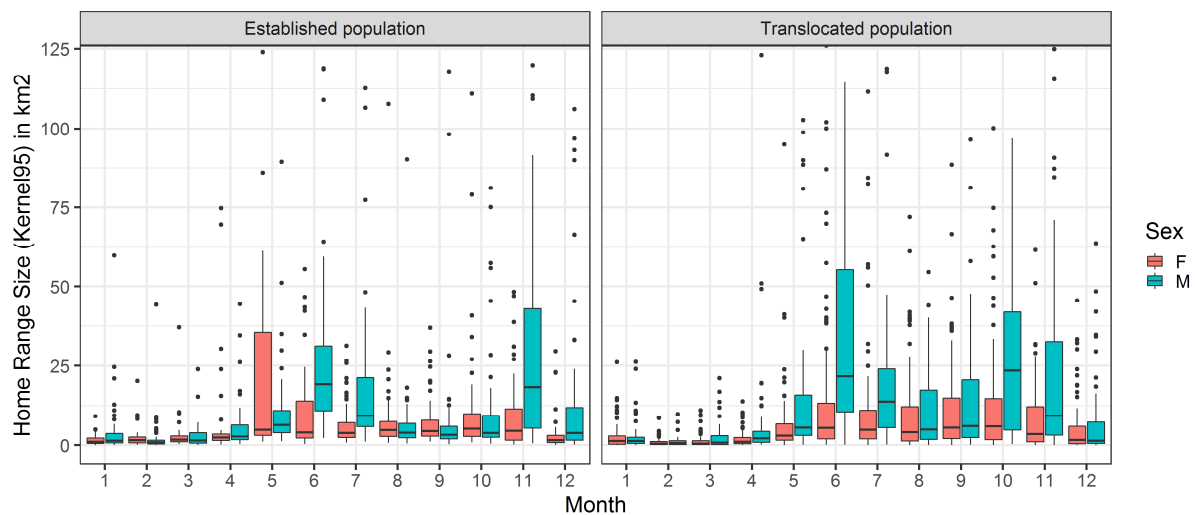 Established population
Translocated population
Home Range Size (Kernel95) in km2
125
100
75
50
25
0
1 2 3 4 5 6 7 8 9 10 11 12
1 2 3 4 5 6 7 8 9 10 11 12
Month
Sex
F
M